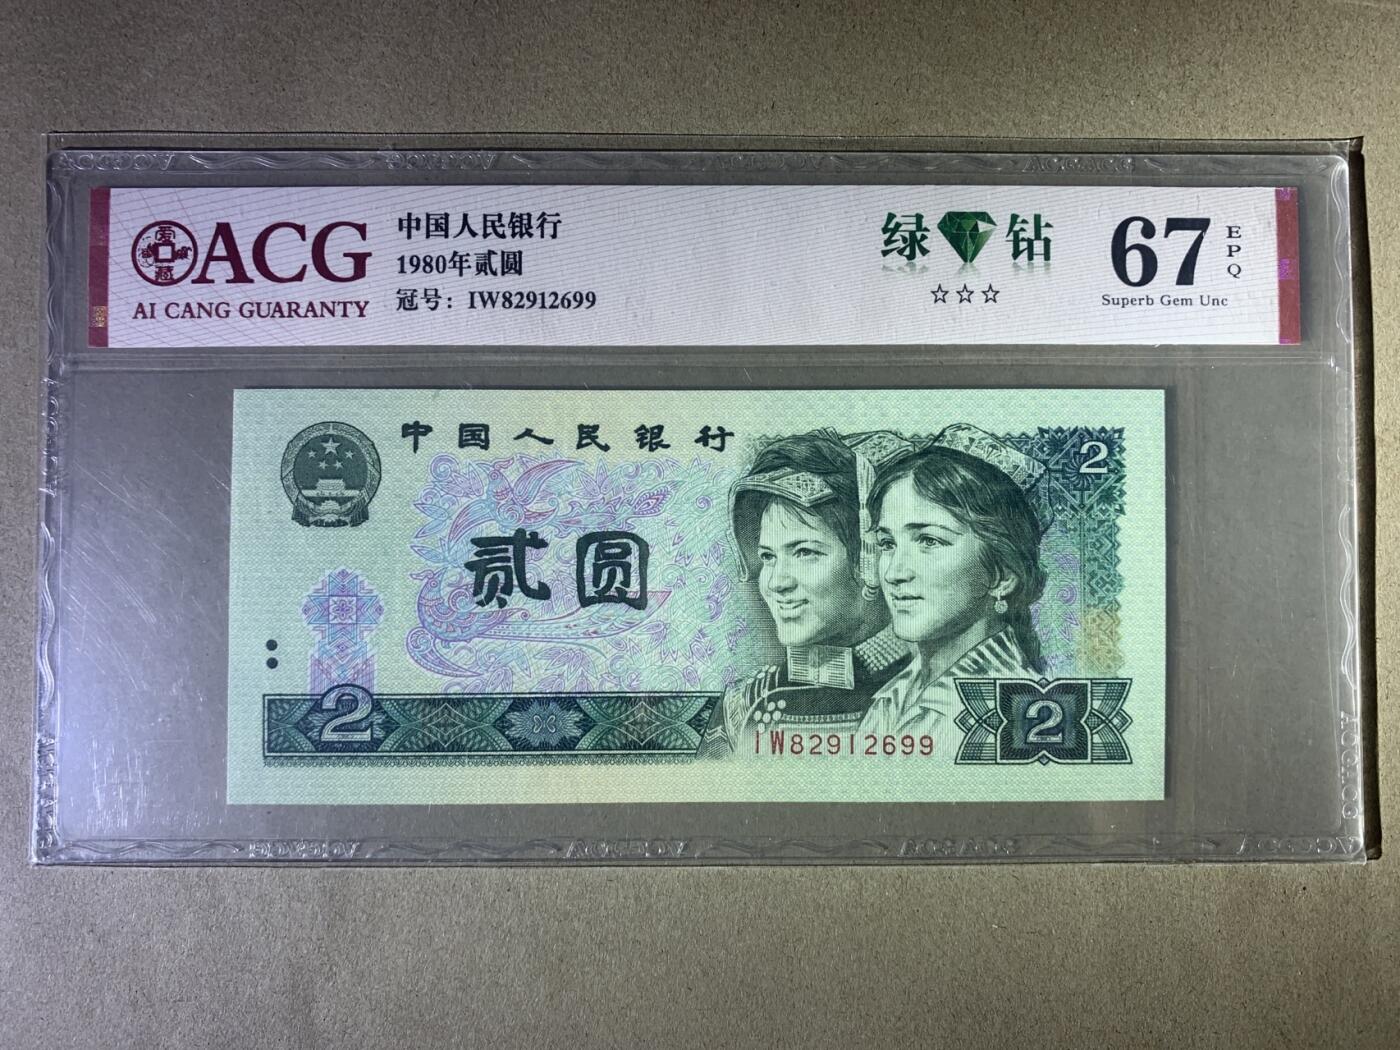 ACG
AI CANG GUARANTY
中国人民银行
1980年贰圆
冠号：IW82912699
绿钻
☆☆☆
67
EPQ
Superb Gem Unc
中国人民银行
2
贰圆
2
IW82912699
2